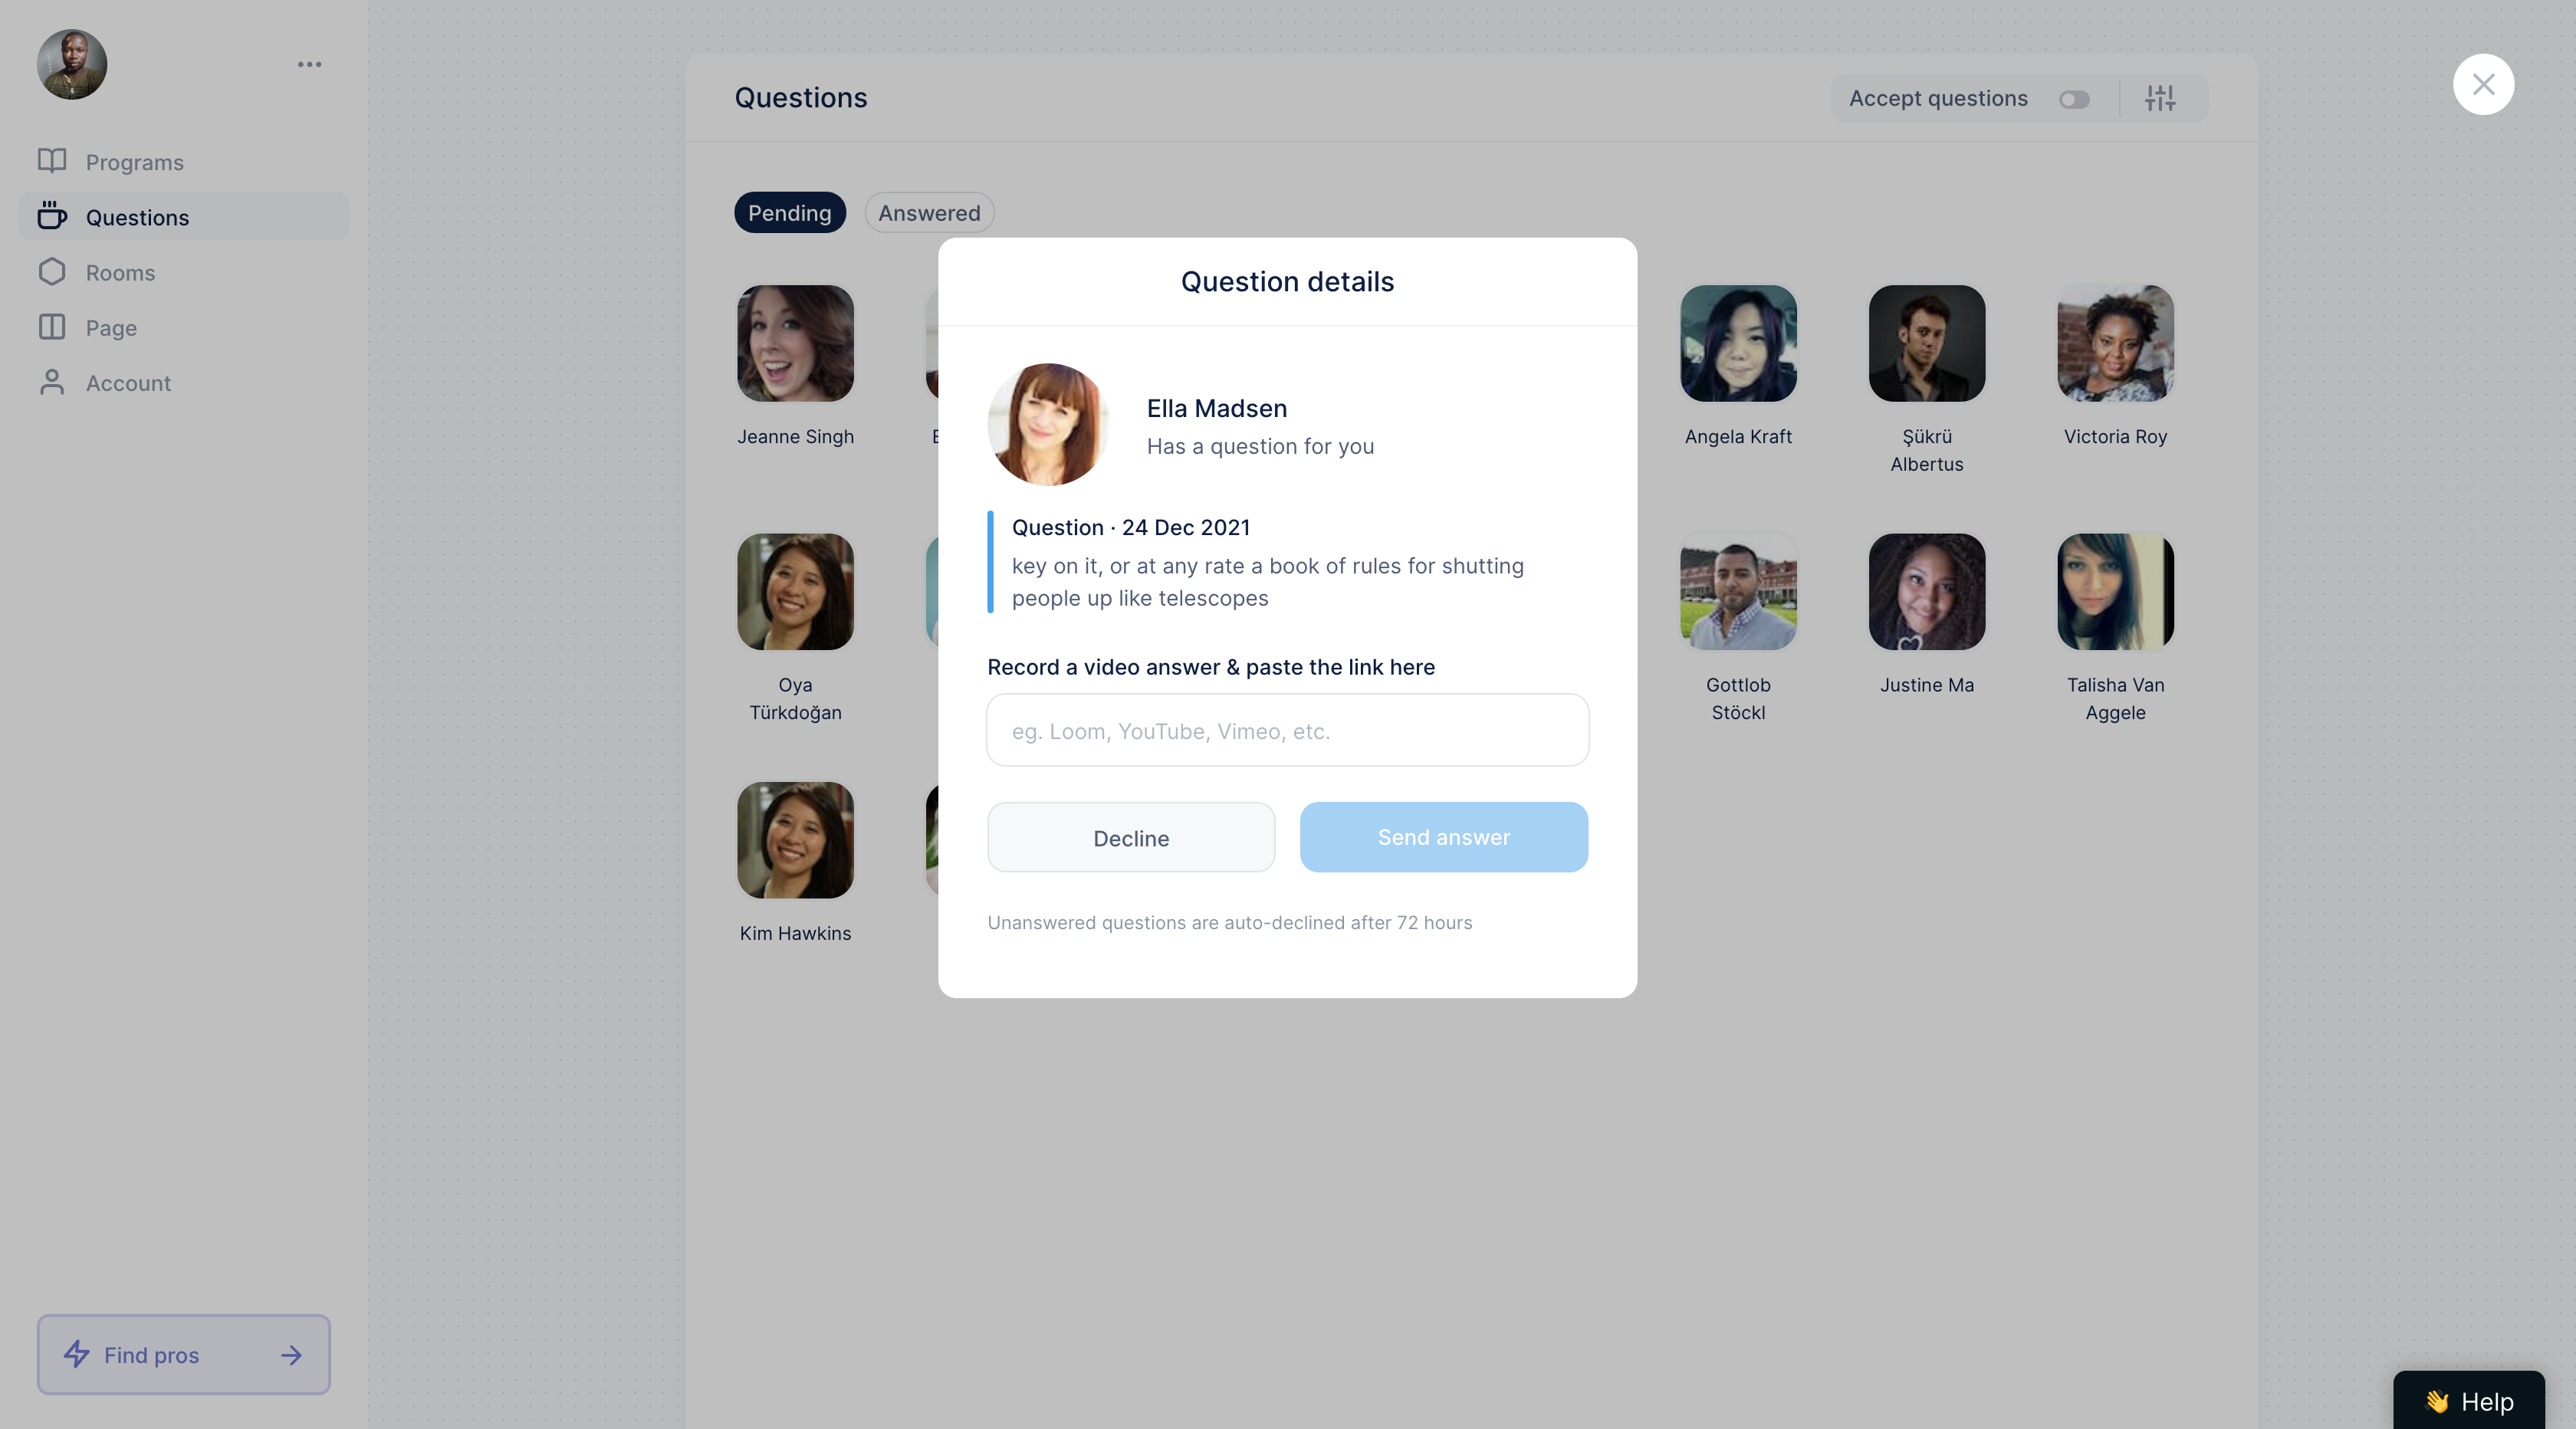 Programs
Questions
Rooms
Page
Account
Find pros
Questions
Accept questions
Pending
Answered
Jeanne Singh
Angela Kraft
Şükrü
Albertus
Victoria Roy
Oya
Türkdoğan
Gottlob
Stöckl
Justine Ma
Talisha Van
Aggele
Kim Hawkins
Question details
Ella Madsen
Has a question for you
Question · 24 Dec 2021
key on it, or at any rate a book of rules for shutting
people up like telescopes
Record a video answer & paste the link here
eg. Loom, YouTube, Vimeo, etc.
Decline
Send answer
Unanswered questions are auto-declined after 72 hours
👋 Help